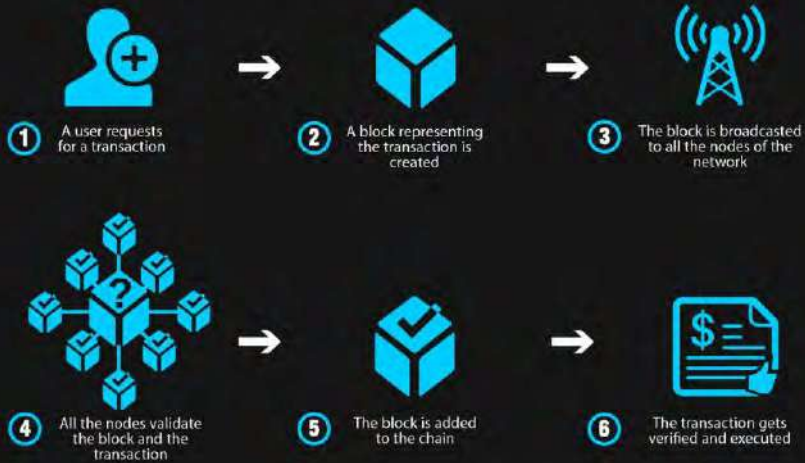 1
A user requests
for a transaction
2
A block representing
the transaction is
created
3
The block is broadcasted
to all the nodes of the
network
?
4
All the nodes validate
the block and the
transaction
5
The block is added
to the chain
$
6
The transaction gets
verified and executed